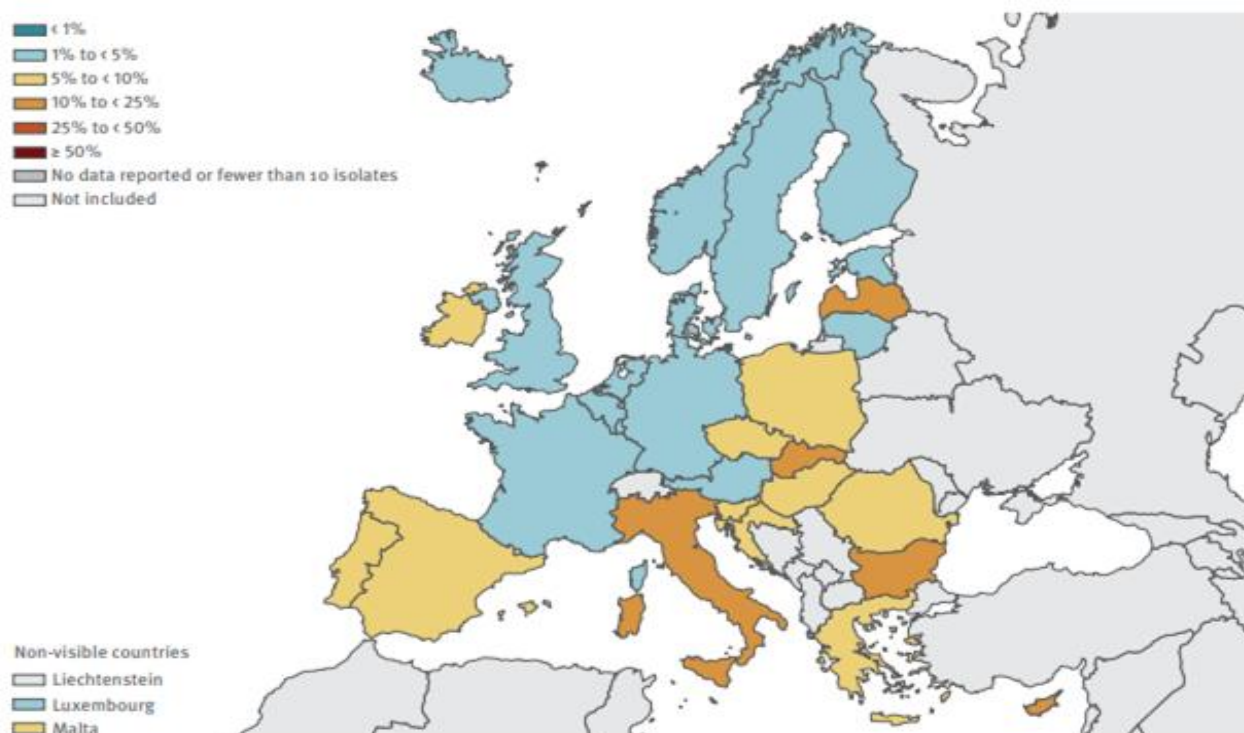 < 1%
1% to < 5%
5% to < 10%
10% to < 25%
25% to < 50%
≥ 50%
No data reported or fewer than 10 isolates
Not included
Non-visible countries
Liechtenstein
Luxembourg
Malta